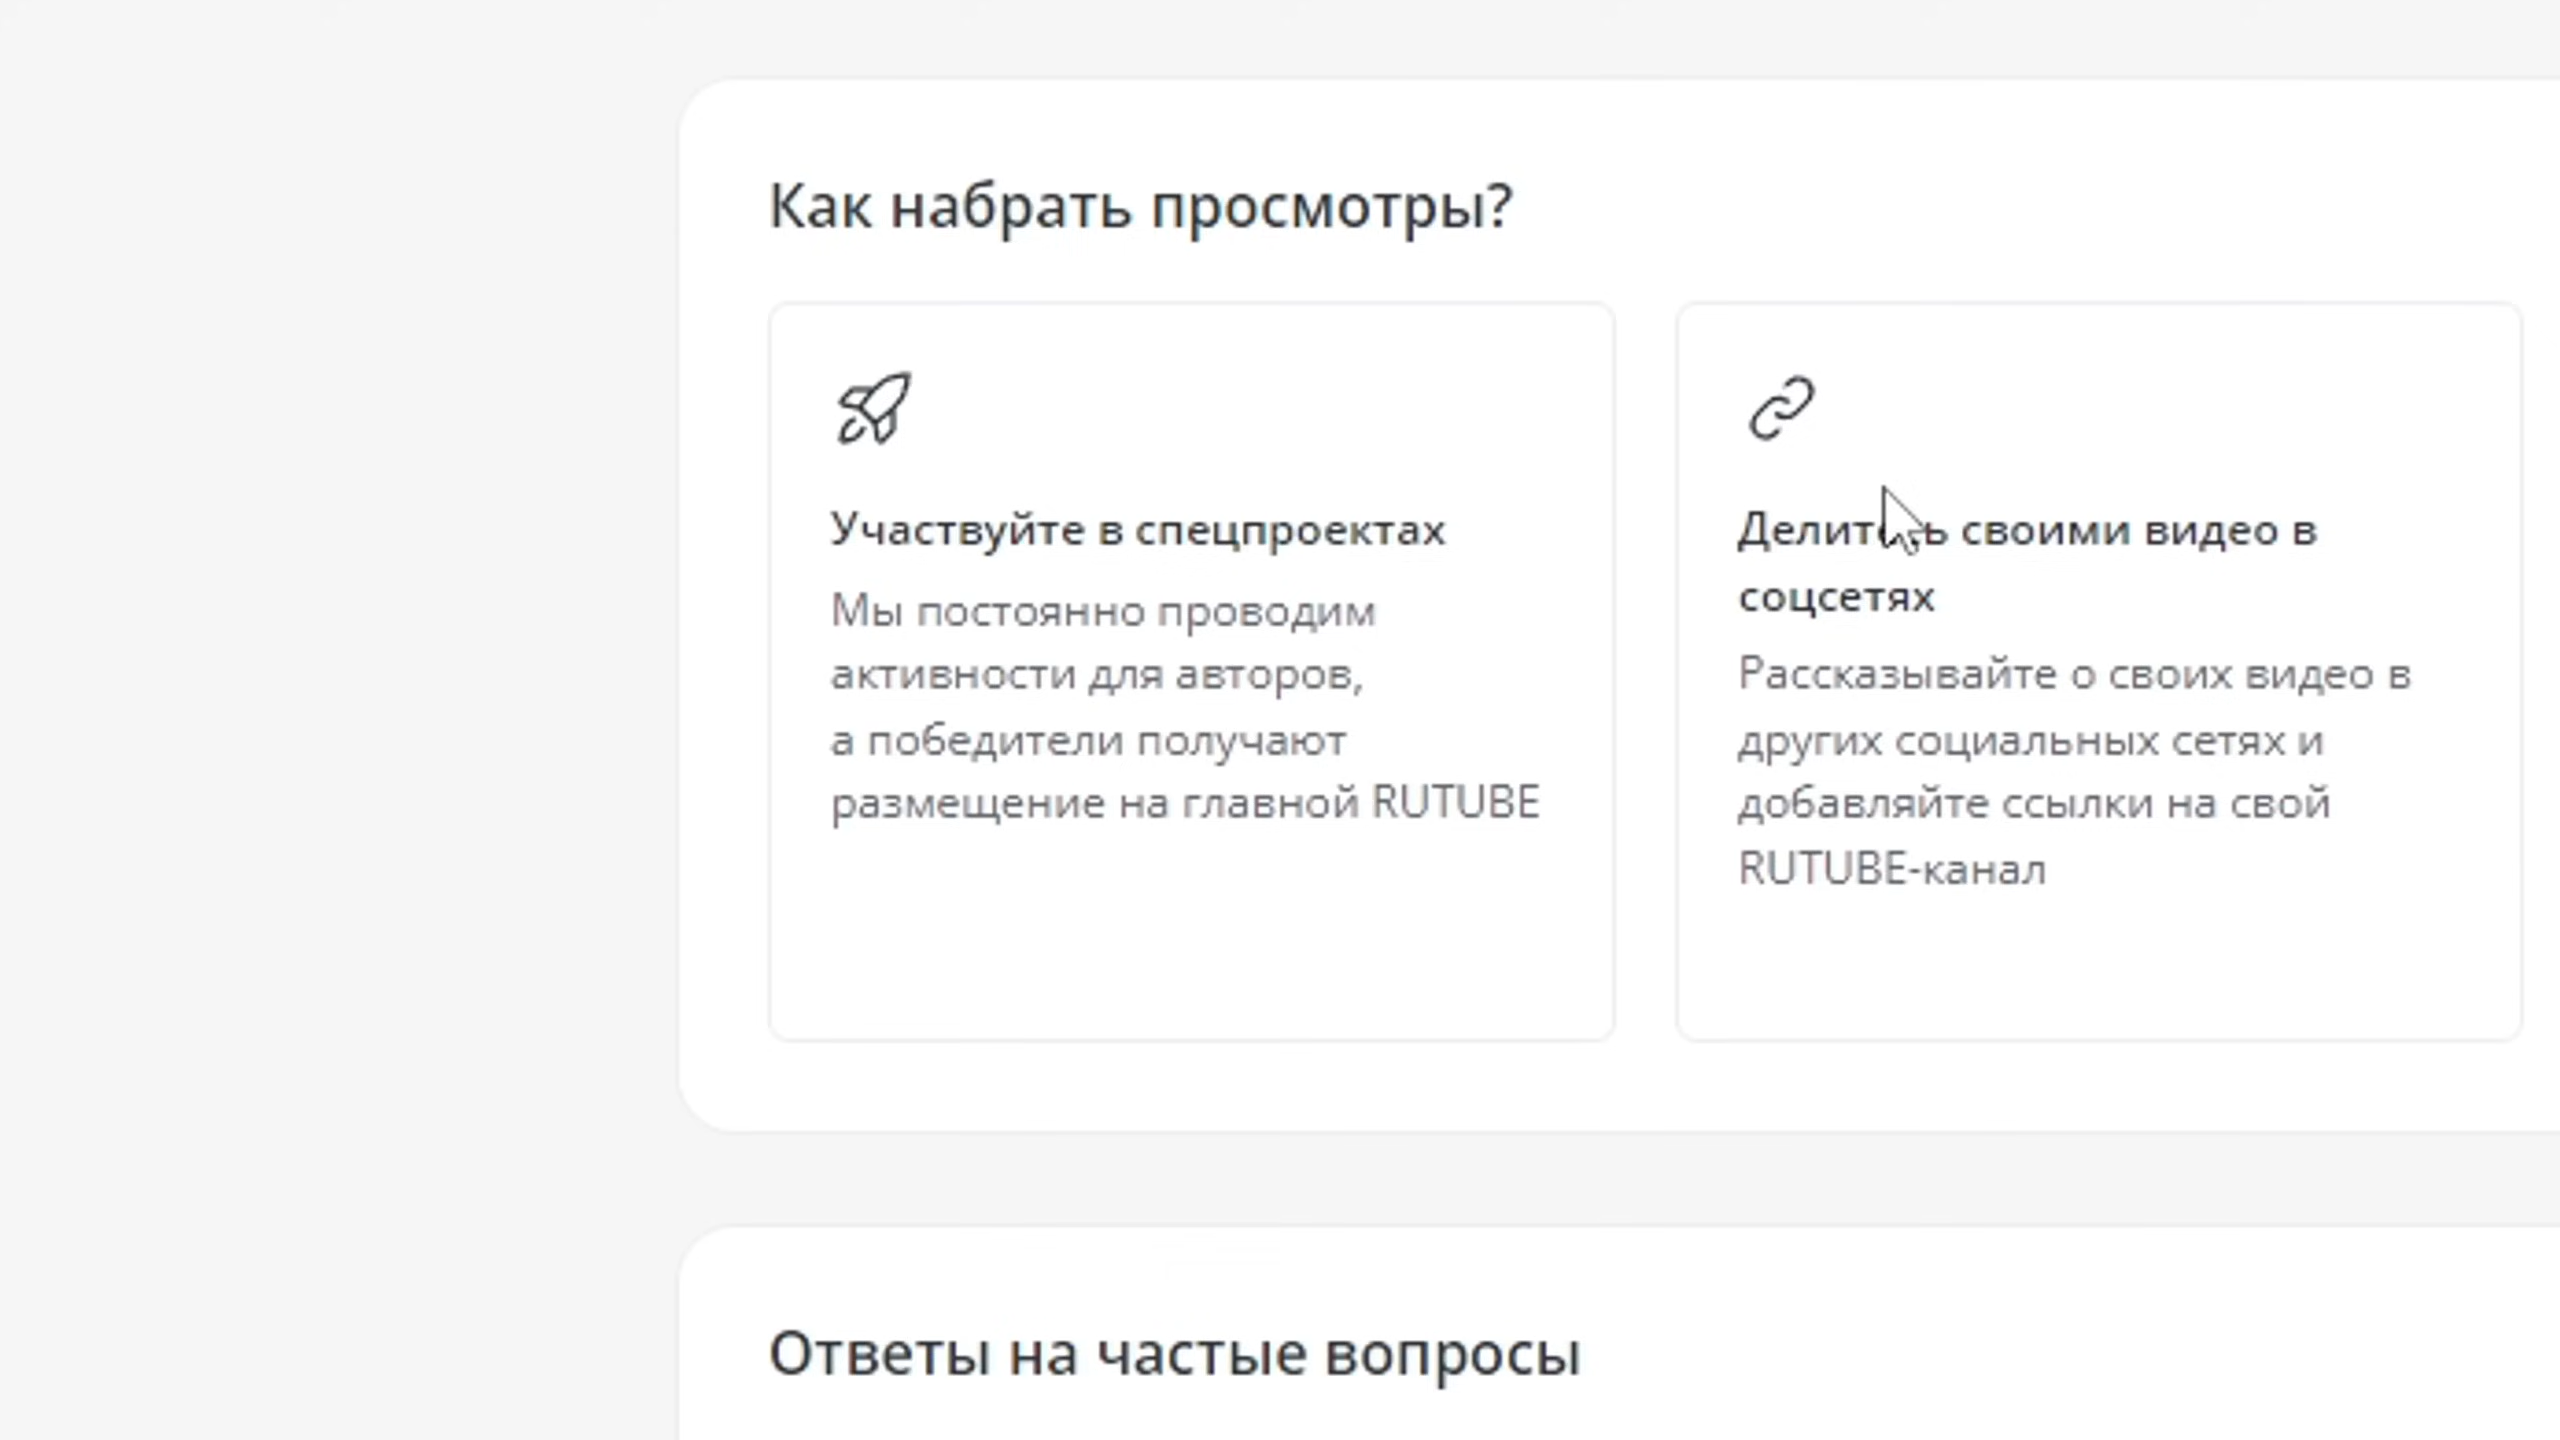 Как набрать просмотры?
Участвуйте в спецпроектах
Мы постоянно проводим
активности для авторов,
а победители получают
размещение на главной RUTUBE
Делитесь своими видео в
соцсетях
Рассказывайте о своих видео в
других социальных сетях и
добавляйте ссылки на свой
RUTUBE-канал
Ответы на частые вопросы